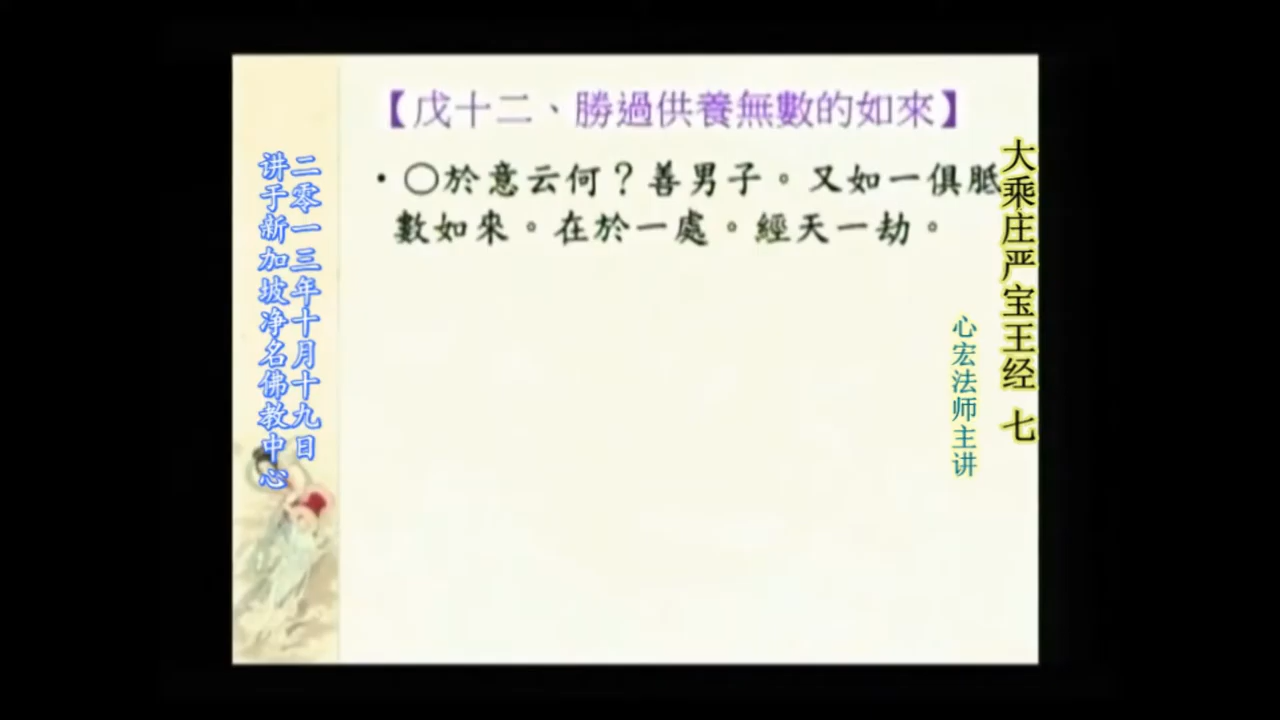 【戊十二、勝過供養無數的如來】
•〇於意云何？善男子。又如一俱胝
數如來。在於一處。經天一劫。
大乘庄严宝王经 七
心宏法师主讲
二零一三年十月十九日
讲于新加坡净名佛教中心